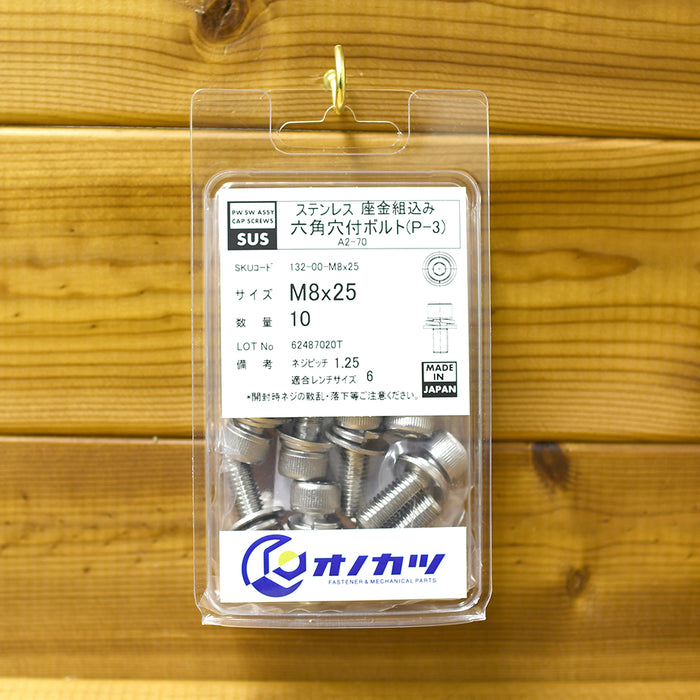 PW SW ASSY
CAP SCREWS
SUS
ステンレス 座金組込み
六角穴付ボルト(P-3)
A2-70
SKUコード 132-00-M8x25
サイズ M8x25
数量 10
LOT No 62487020T
備考 ネジピッチ 1.25
適合レンチサイズ 6
MADE
IN
JAPAN
*開封時ネジの散乱・落下等ご注意ください。
オノカツ
FASTENER & MECHANICAL PARTS